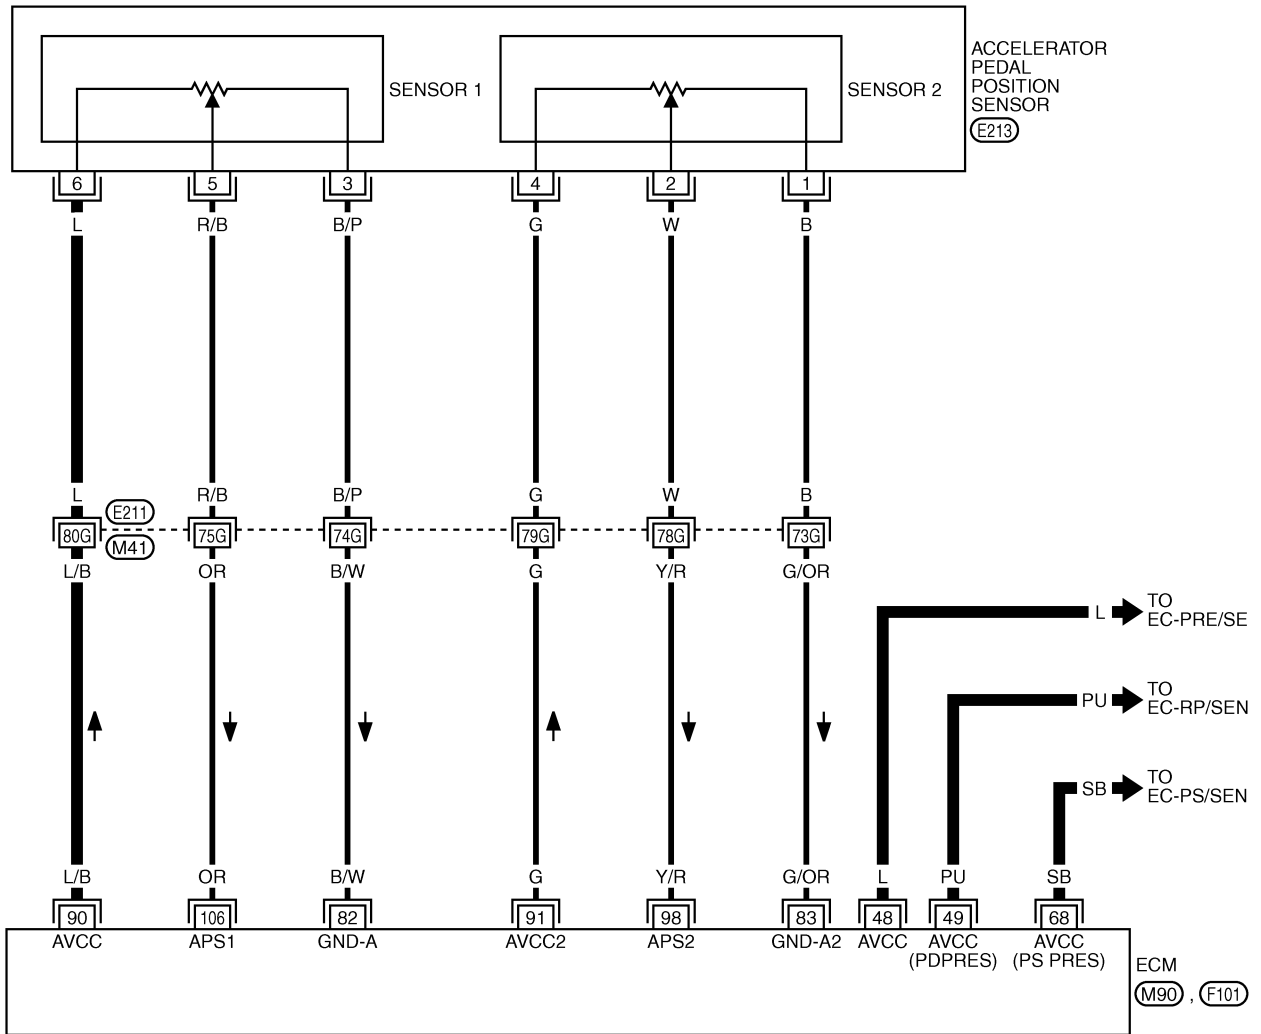 ACCELERATOR
PEDAL
POSITION
SENSOR
E213
SENSOR 1
SENSOR 2
6 5 3 4 2 1
L R/B B/P G W B
L R/B B/P G W B
E211
80G 75G 74G 79G 78G 73G
M41
L/B OR B/W G Y/R G/OR
L TO
EC-PRE/SE
PU TO
EC-RP/SEN
SB TO
EC-PS/SEN
L/B OR B/W G Y/R G/OR L PU SB
90 106 82 91 98 83 48 49 68
AVCC APS1 GND-A AVCC2 APS2 GND-A2 AVCC AVCC AVCC
(PDPRES) (PS PRES)
ECM
M90 , F101